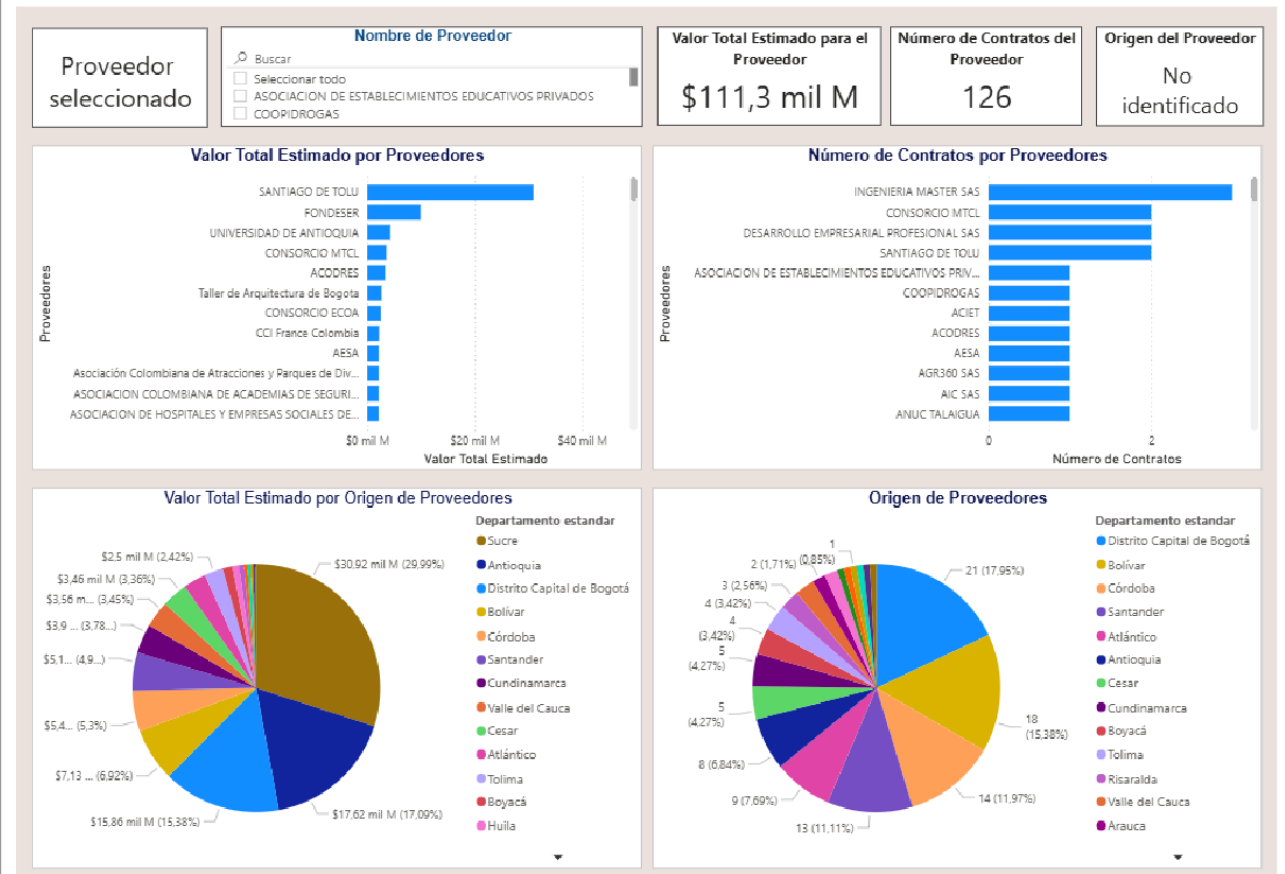 Proveedor
seleccionado
Nombre de Proveedor
Buscar
Seleccionar todo
ASOCIACION DE ESTABLECIMIENTOS EDUCATIVOS PRIVADOS
COOPIDROGAS
Valor Total Estimado para el
Proveedor
$111,3 mil M
Número de Contratos del
Proveedor
126
Origen del Proveedor
No
identificado
Valor Total Estimado por Proveedores
Proveedores
SANTIAGO DE TOLU
FONDESER
UNIVERSIDAD DE ANTIOQUIA
CONSORCIO MTCL
ACODRES
Taller de Arquitectura de Bogota
CONSORCIO ECOA
CCI France Colombia
AESA
Asociación Colombiana de Atracciones y Parques de Div...
ASOCIACION COLOMBIANA DE ACADEMIAS DE SEGURI...
ASOCIACION DE HOSPITALES Y EMPRESAS SOCIALES DE...
$0 mil M $20 mil M $40 mil M
Valor Total Estimado
Número de Contratos por Proveedores
Proveedores
INGENIERIA MASTER SAS
CONSORCIO MTCL
DESARROLLO EMPRESARIAL PROFESIONAL SAS
SANTIAGO DE TOLU
ASOCIACION DE ESTABLECIMIENTOS EDUCATIVOS PRIV...
COOPIDROGAS
ACIET
ACODRES
AESA
AGR360 SAS
AIC SAS
ANUC TALAIGUA
0 2
Número de Contratos
Valor Total Estimado por Origen de Proveedores
$30,92 mil M (29,99%)
$17,62 mil M (17,09%)
$15,86 mil M (15,38%)
$7,13 ... (6,92%)
$5,4... (5,3%)
$5,1... (4,9...)
$3,9 ... (3,78...)
$3,56 m... (3,45%)
$3,46 mil M (3,36%)
$2,5 mil M (2,42%)
Departamento estandar
Sucre
Antioquia
Distrito Capital de Bogotá
Bolívar
Córdoba
Santander
Cundinamarca
Valle del Cauca
Cesar
Atlántico
Tolima
Boyacá
Huila
Origen de Proveedores
21 (17,95%)
18
(15,38%)
14 (11,97%)
13 (11,11%)
9 (7,69%)
8 (6,84%)
5
(4,27%)
5
(4,27%)
4
(3,42%)
4 (3,42%)
3 (2,56%)
2 (1,71%)
1
(0,85%)
Departamento estandar
Distrito Capital de Bogotá
Bolívar
Córdoba
Santander
Atlántico
Antioquia
Cesar
Cundinamarca
Boyacá
Tolima
Risaralda
Valle del Cauca
Arauca